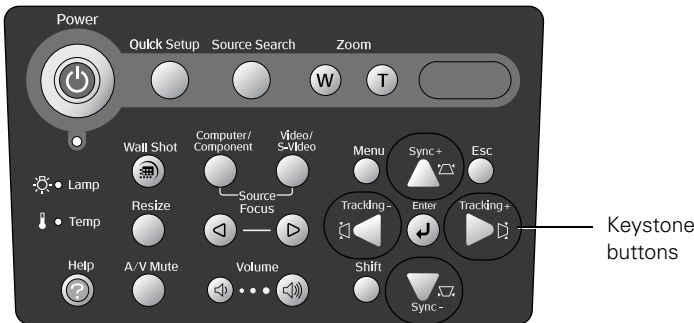 Power
Quick Setup Source Search Zoom
W T
Wall Shot Computer/ Component Video/ S-Video Menu Sync+ Esc
Lamp
Source
Resize Focus Tracking- Enter Tracking+
Temp
Keystone buttons
Help A/V Mute Volume Shift
?
Sync-